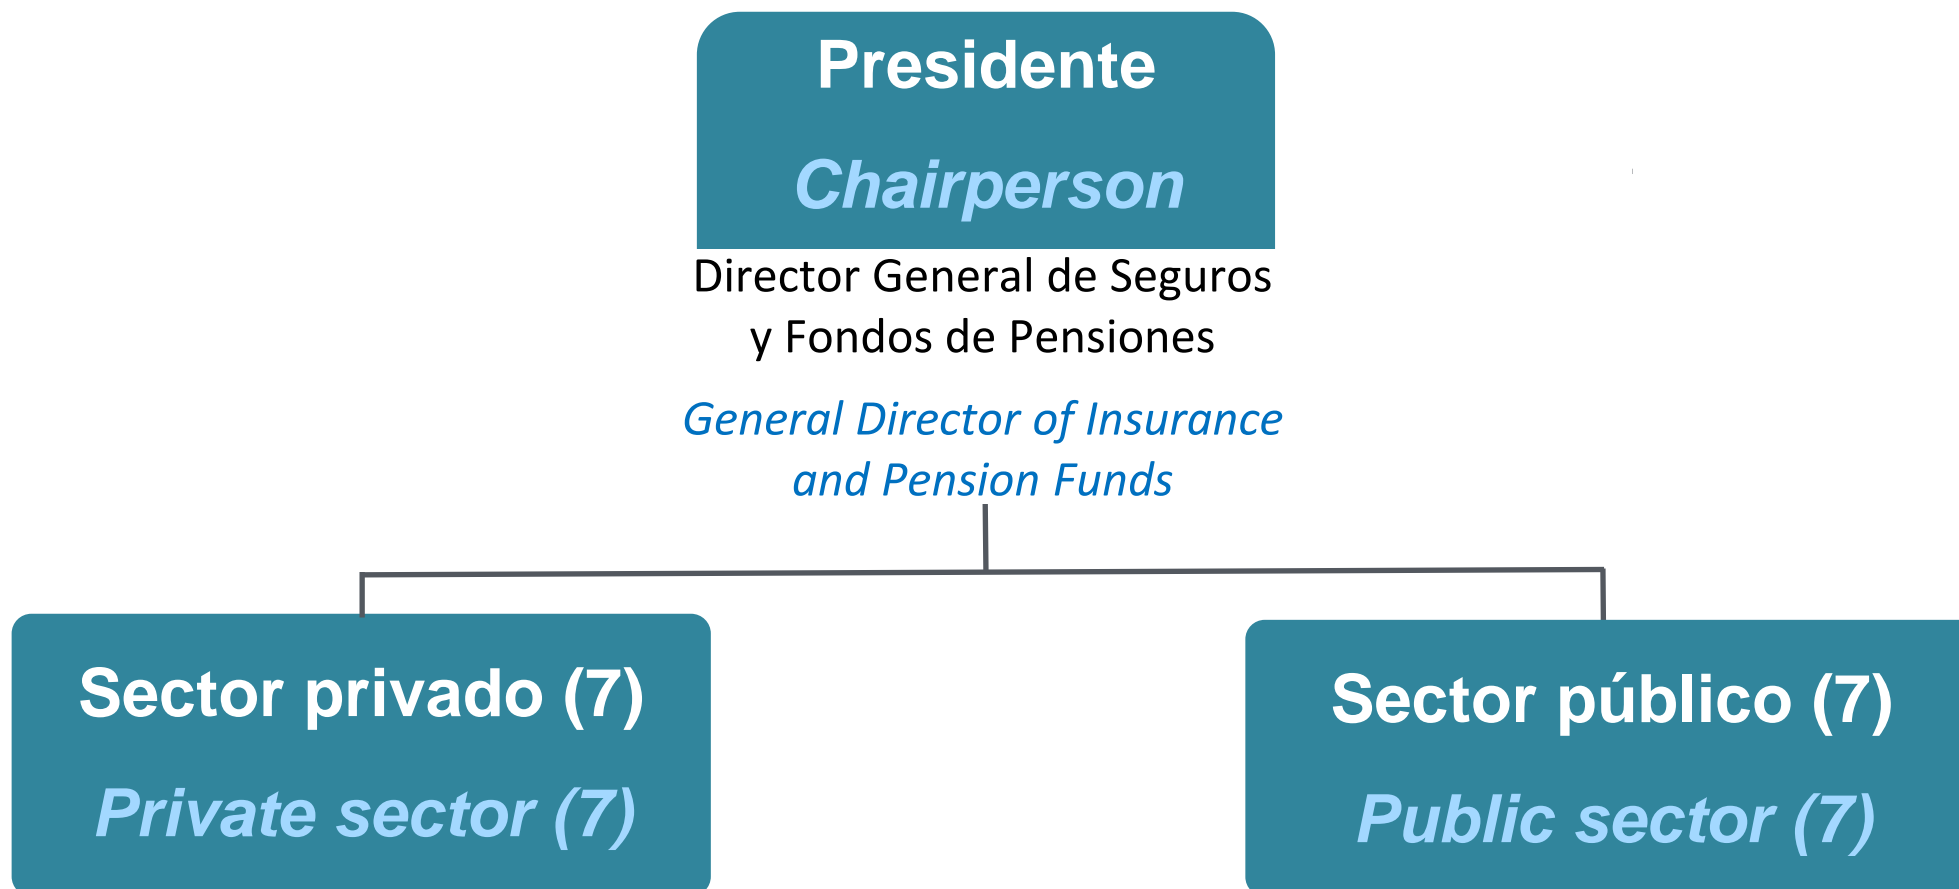 Presidente
Chairperson
Director General de Seguros
y Fondos de Pensiones
General Director of Insurance
and Pension Funds
Sector privado (7)
Private sector (7)
Sector público (7)
Public sector (7)